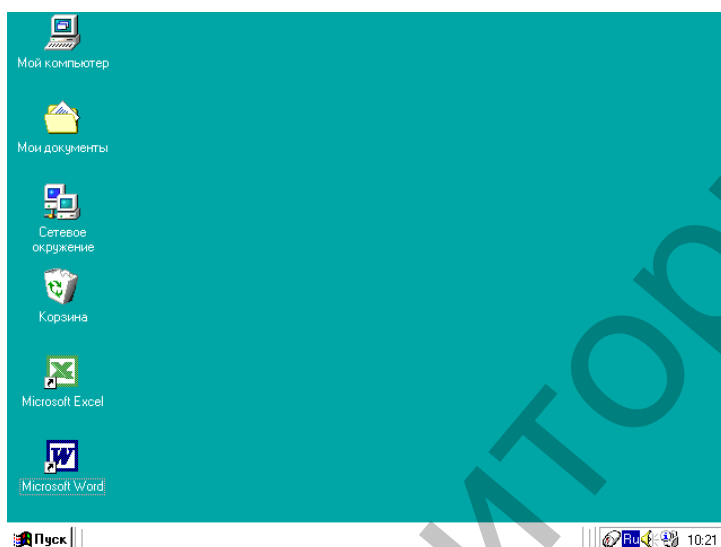 Мой компьютер
Мои документы
Сетевое
окружение
Корзина
Microsoft Excel
Microsoft Word
Пуск
Ru
10:21